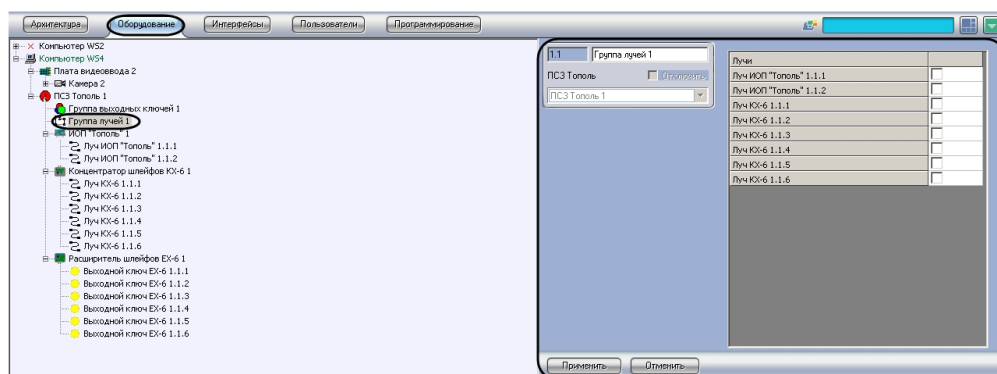 Архитектура Оборудование Интерфейсы Пользователи Программирование
Компьютер WS2
Компьютер WS4
Плата видеоввода 2
Камера 2
ПСЗ Тополь 1
Группа выходных ключей 1
Группа лучей 1
ИОП "Тополь" 1
Луч ИОП "Тополь" 1.1.1
Луч ИОП "Тополь" 1.1.2
Концентратор шлейфов КХ-6 1
Луч КХ-6 1.1.1
Луч КХ-6 1.1.2
Луч КХ-6 1.1.3
Луч КХ-6 1.1.4
Луч КХ-6 1.1.5
Луч КХ-6 1.1.6
Расширитель шлейфов ЕХ-6 1
Выходной ключ ЕХ-6 1.1.1
Выходной ключ ЕХ-6 1.1.2
Выходной ключ ЕХ-6 1.1.3
Выходной ключ ЕХ-6 1.1.4
Выходной ключ ЕХ-6 1.1.5
Выходной ключ ЕХ-6 1.1.6
1.1 Группа лучей 1
ПСЗ Тополь Отключить
ПСЗ Тополь 1
Лучи
Луч ИОП "Тополь" 1.1.1
Луч ИОП "Тополь" 1.1.2
Луч КХ-6 1.1.1
Луч КХ-6 1.1.2
Луч КХ-6 1.1.3
Луч КХ-6 1.1.4
Луч КХ-6 1.1.5
Луч КХ-6 1.1.6
Применить Отменить